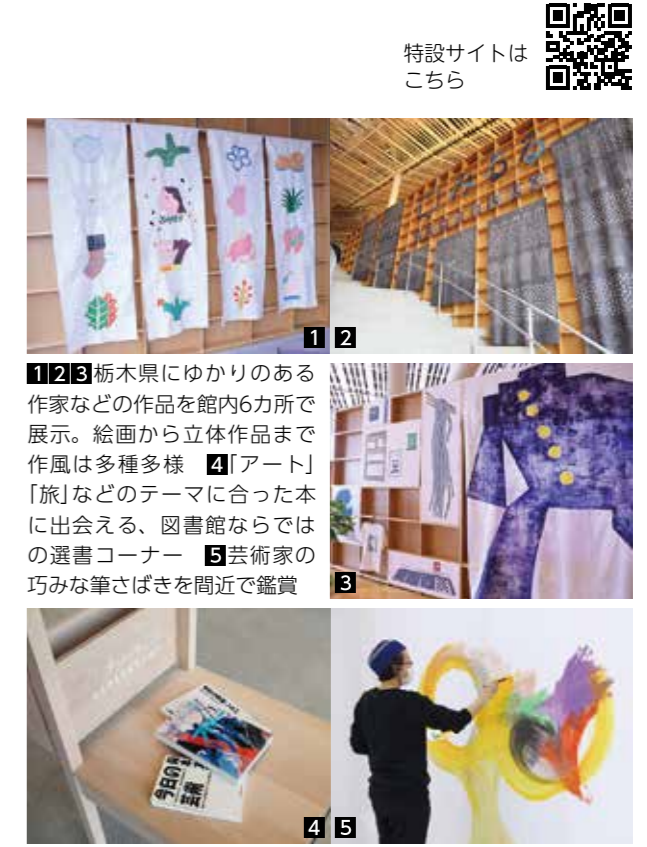 特設サイトは
こちら
1 2
123栃木県にゆかりのある
作家などの作品を館内6カ所で
展示。絵画から立体作品まで
作風は多種多様　4「アート」
「旅」などのテーマに合った本
に出会える、図書館ならでは
の選書コーナー　5芸術家の
巧みな筆さばきを間近で鑑賞
3
今日の
芸術
4 5